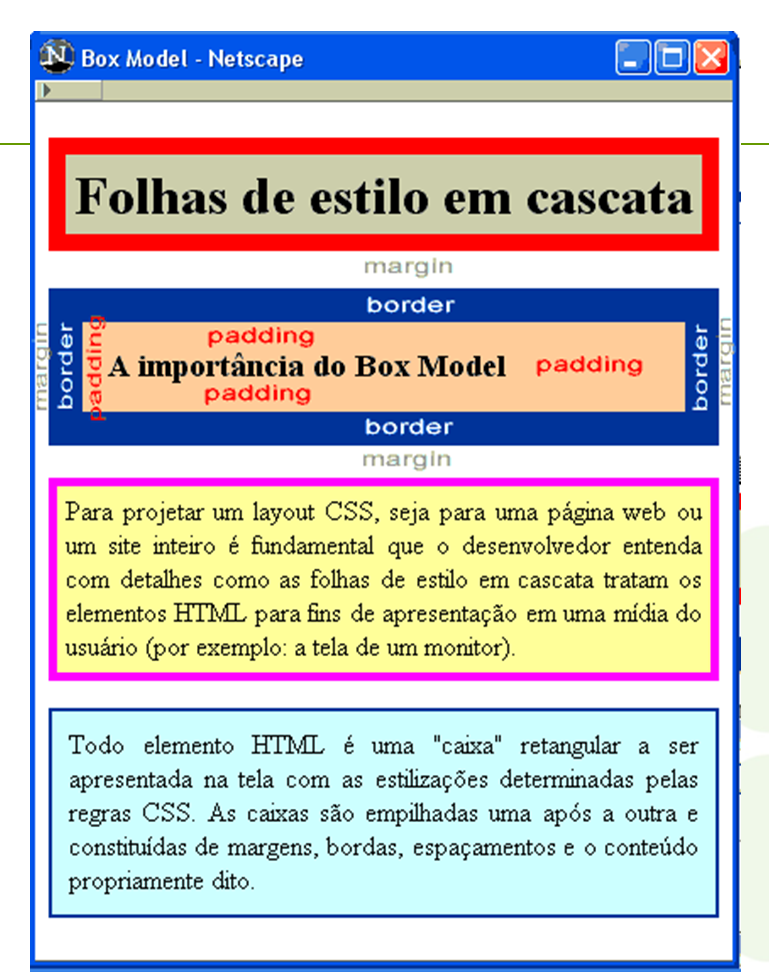 Box Model - Netscape
Folhas de estilo em cascata
margin
border
margin
border
padding
padding
A importância do Box Model
padding
padding
border
margin
border
margin
Para projetar um layout CSS, seja para uma página web ou
um site inteiro é fundamental que o desenvolvedor entenda
com detalhes como as folhas de estilo em cascata tratam os
elementos HTML para fins de apresentação em uma mídia do
usuário (por exemplo: a tela de um monitor).
Todo elemento HTML é uma "caixa" retangular a ser
apresentada na tela com as estilizações determinadas pelas
regras CSS. As caixas são empilhadas uma após a outra e
constituídas de margens, bordas, espaçamentos e o conteúdo
propriamente dito.